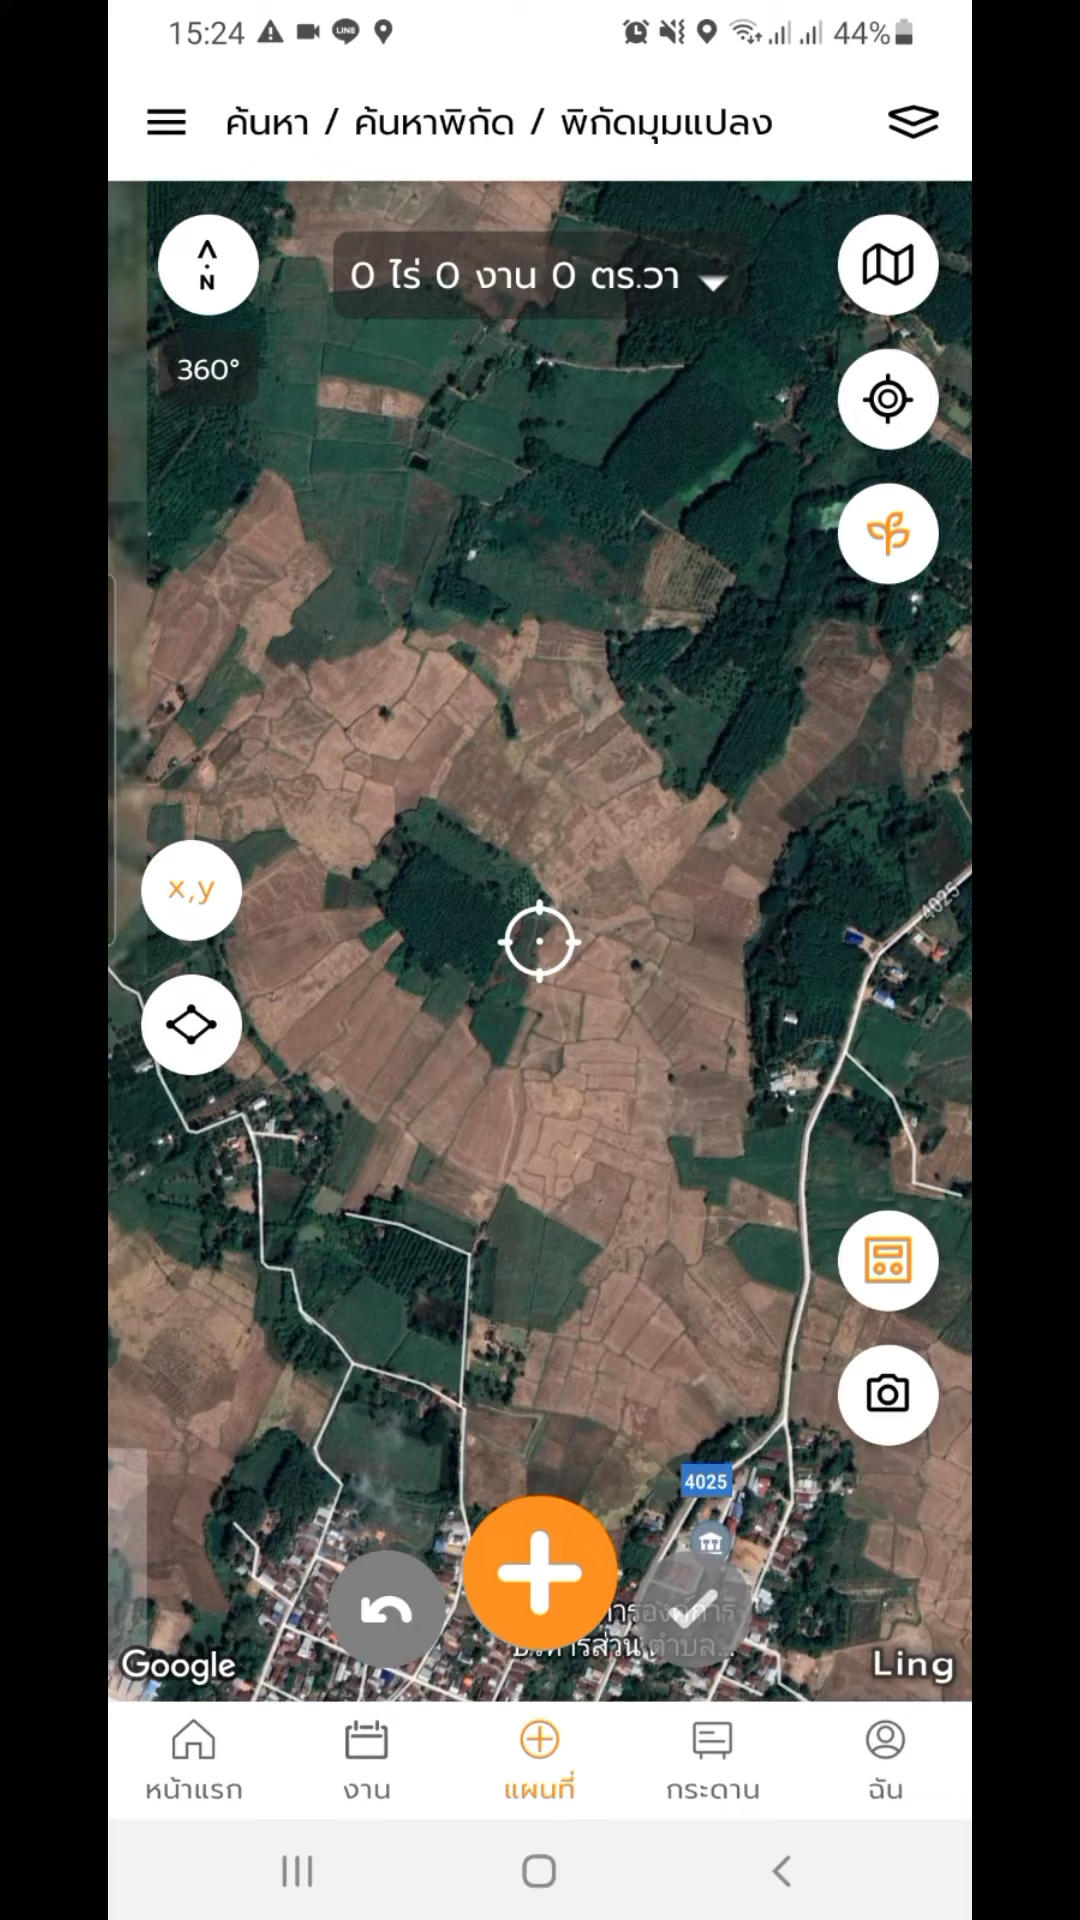 15:24
LINE
44%
ค้นหา / ค้นหาพิกัด / พิกัดมุมแปลง
N
0 ไร่ 0 งาน 0 ตร.วา
360°
x,y
4025
4025
Google
Ling
หน้าแรก
งาน
แผนที่
กระดาน
ฉัน